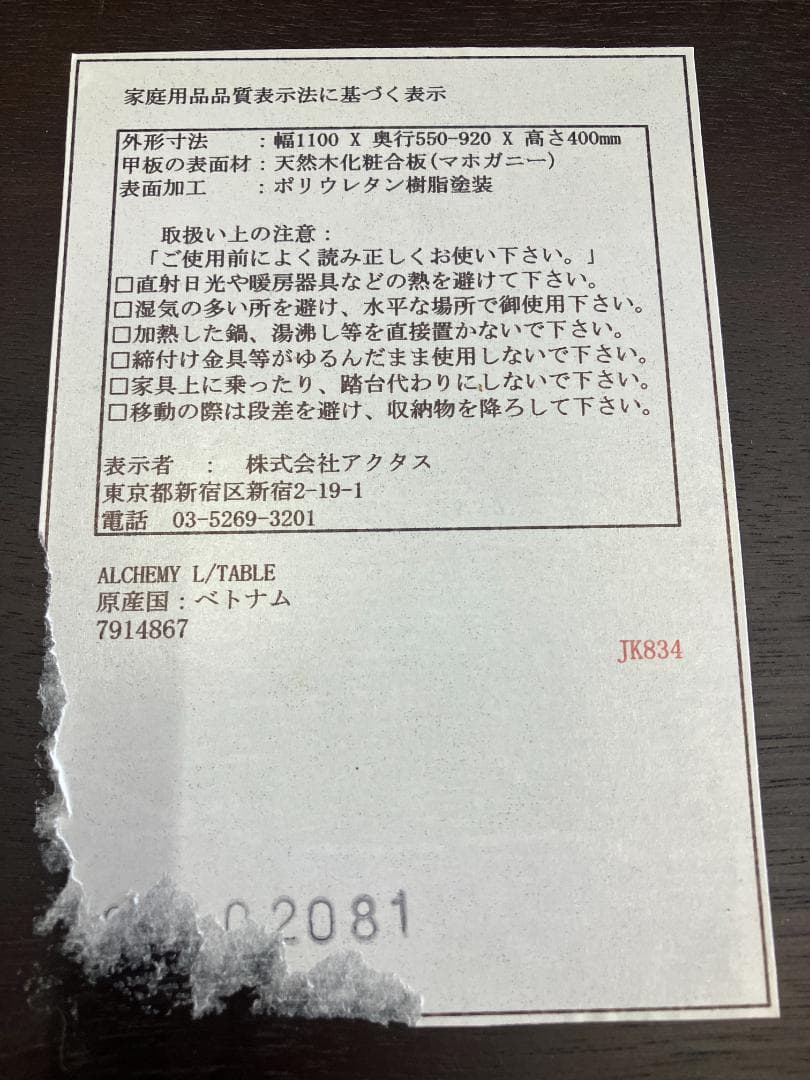 家庭用品品質表示法に基づく表示
外形寸法 : 幅1100 X 奥行550-920 X 高さ400mm
甲板の表面材 : 天然木化粧合板(マホガニー)
表面加工 : ポリウレタン樹脂塗装
取扱い上の注意 :
「ご使用前によく読み正しくお使い下さい。」
□直射日光や暖房器具などの熱を避けて下さい。
□湿気の多い所を避け、水平な場所で御使用下さい。
□加熱した鍋、湯沸し等を直接置かないで下さい。
□締付け金具等がゆるんだまま使用しないで下さい。
□家具上に乗ったり、踏台代わりにしないで下さい。
□移動の際は段差を避け、収納物を降ろして下さい。
表示者 : 株式会社アクタス
東京都新宿区新宿2-19-1
電話 03-5269-3201
ALCHEMY L/TABLE
原産国 : ベトナム
7914867
JK834
2081